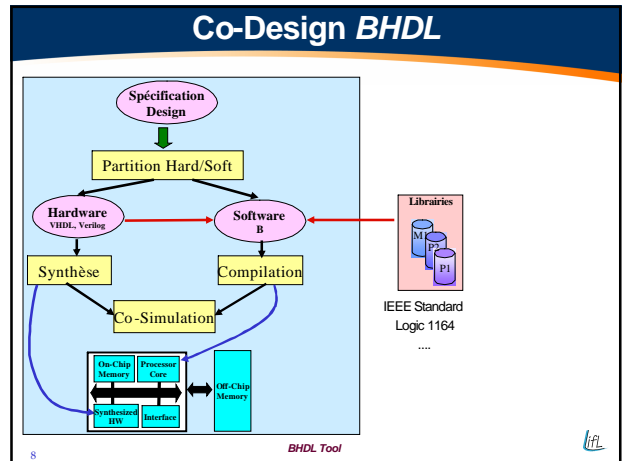 Co-Design BHDL
Spécification
Design
Partition Hard/Soft
Hardware
VHDL, Verilog
Software
B
Librairies
M1
P2
P1
Synthèse
Compilation
IEEE Standard
Logic 1164
....
Co-Simulation
On-Chip
Memory
Processor
Core
Off-Chip
Memory
Synthesized
HW
Interface
8
BHDL Tool
lifL